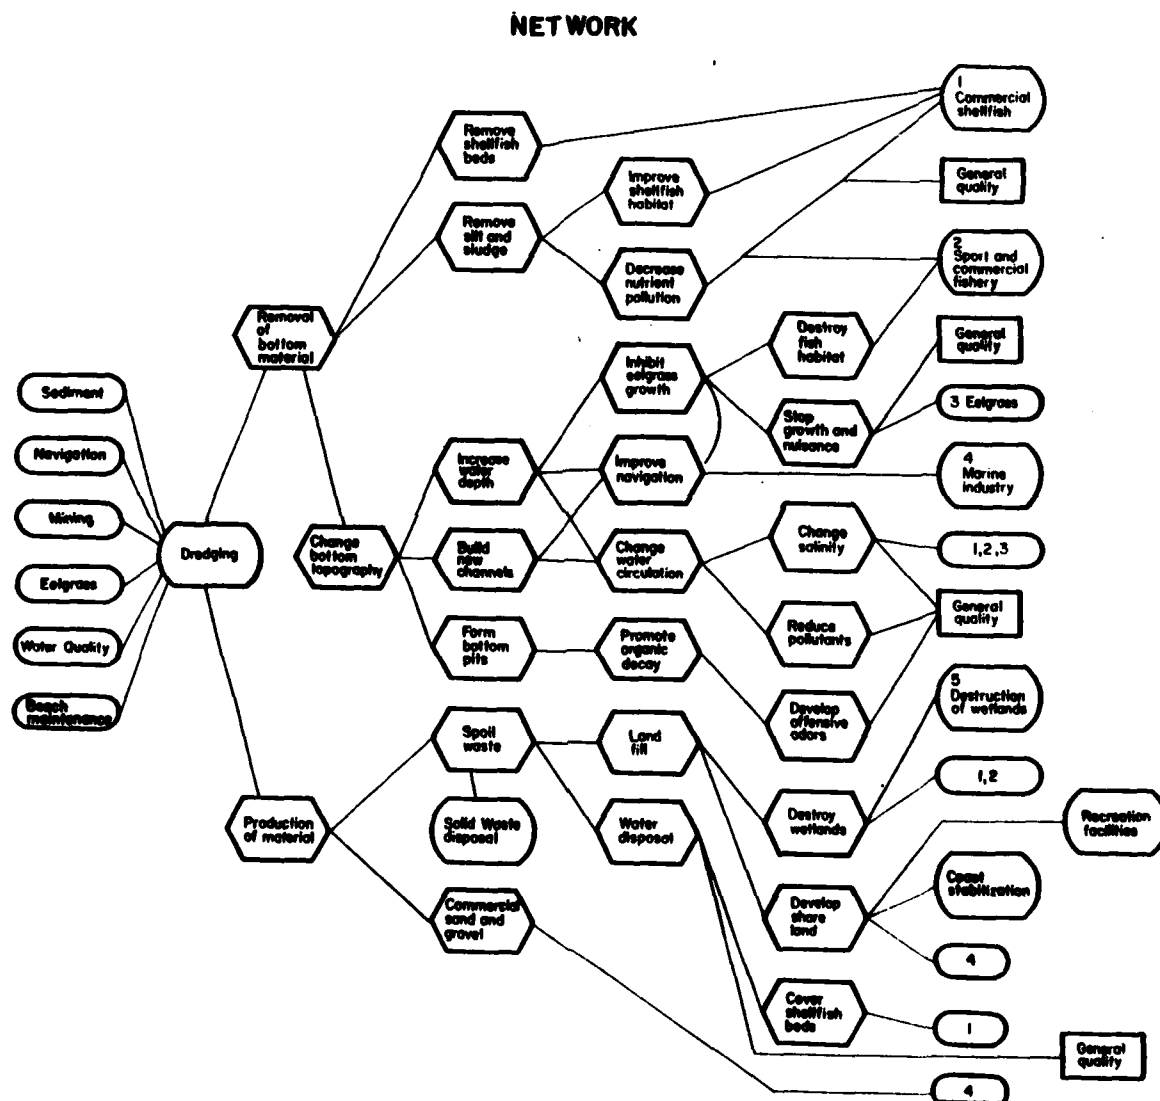 NETWORK
1
Commercial
shellfish
Remove
shellfish
beds
Improve
shellfish
habitat
General
quality
Remove
silt and
sludge
Decrease
nutrient
pollution
2
Sport and
commercial
fishery
Removal
of
bottom
material
Destroy
fish
habitat
General
quality
Inhibit
eelgrass
growth
Sediment
3 Eelgrass
Stop
growth and
nuisance
Navigation
Increase
water
depth
Improve
navigation
4
Marine
industry
Mining
Dredging
Change
bottom
topography
Build
new
channels
Change
water
circulation
Change
salinity
1,2,3
Eelgrass
General
quality
Water Quality
Form
bottom
pits
Promote
organic
decay
Reduce
pollutants
Beach
maintenance
5
Destruction
of wetlands
Develop
offensive
odors
Spoil
waste
Land
fill
1,2
Production
of material
Solid Waste
disposal
Water
disposal
Destroy
wetlands
Recreation
facilities
Coast
stabilization
Commercial
sand and
gravel
Develop
share
land
4
Cover
shellfish
beds
1
General
quality
4